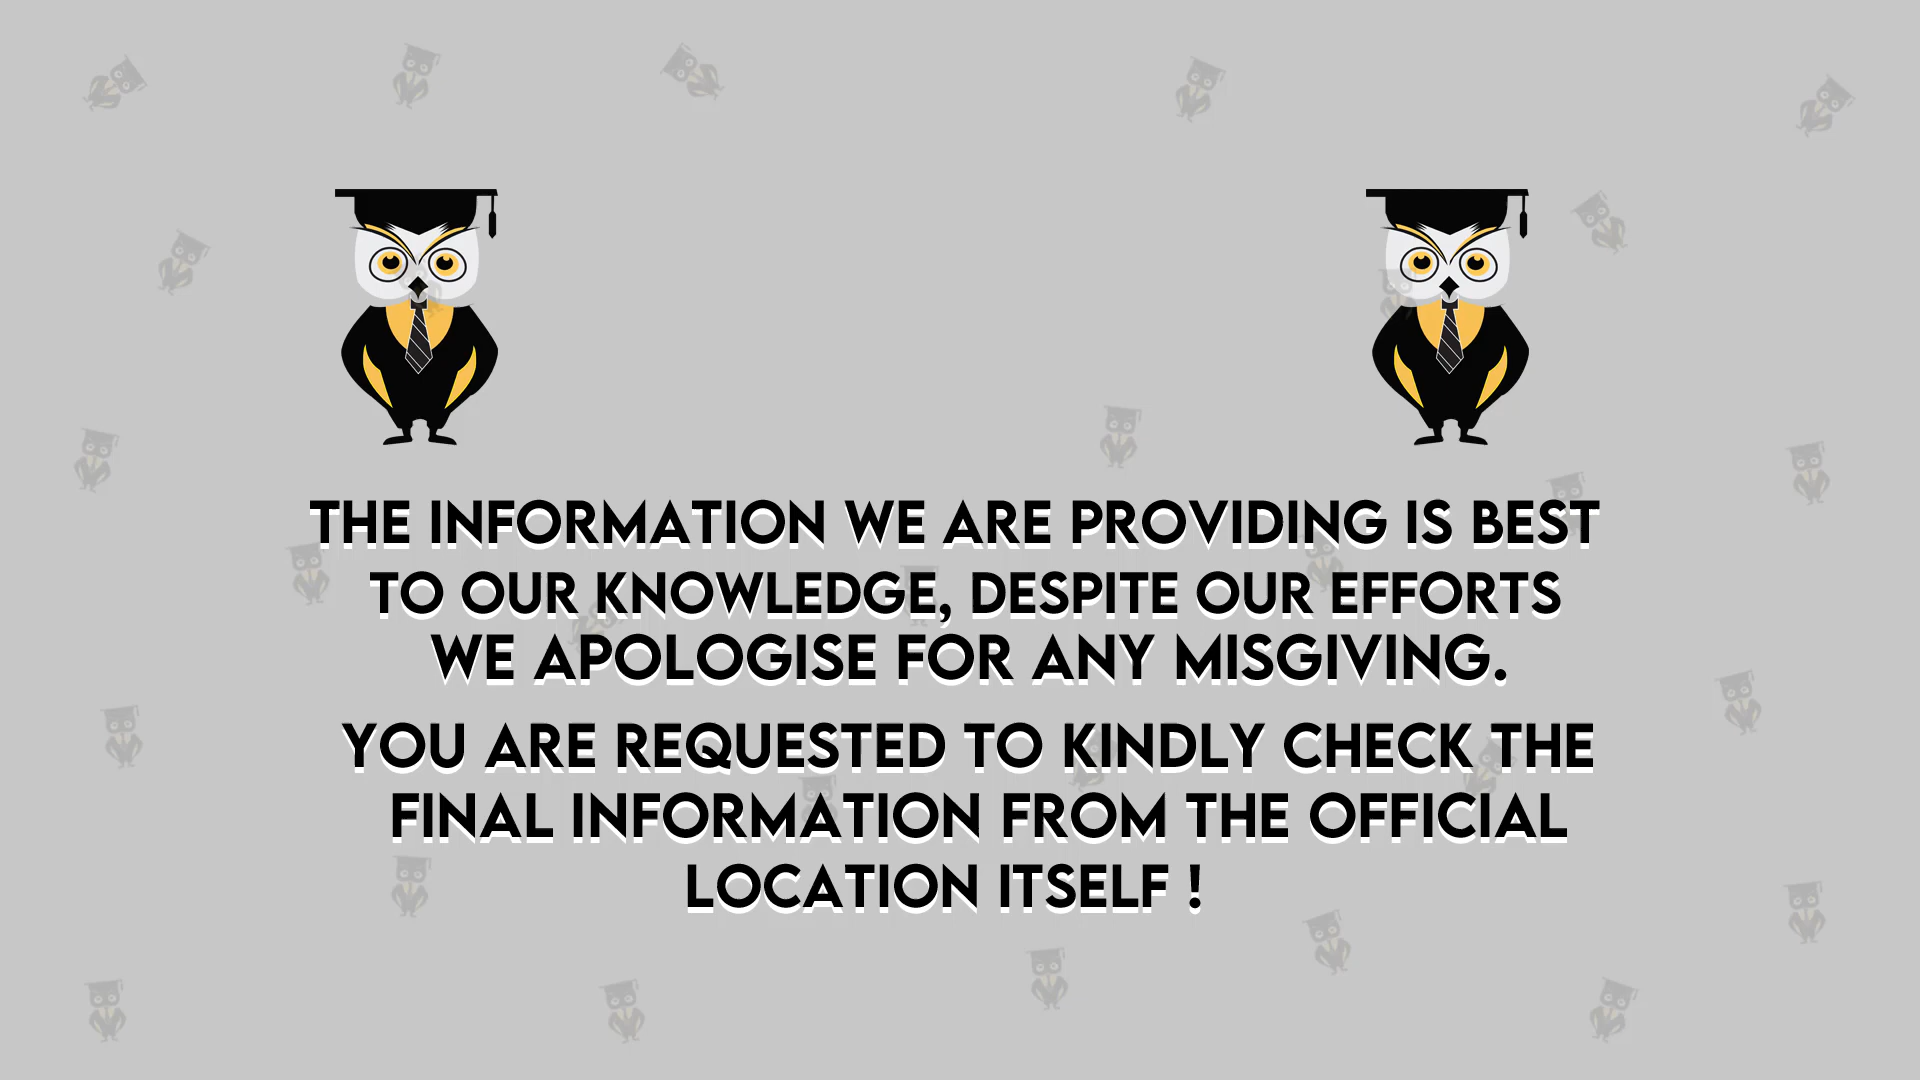 THE INFORMATION WE ARE PROVIDING IS BEST
TO OUR KNOWLEDGE, DESPITE OUR EFFORTS
WE APOLOGISE FOR ANY MISGIVING.
YOU ARE REQUESTED TO KINDLY CHECK THE
FINAL INFORMATION FROM THE OFFICIAL
LOCATION ITSELF !